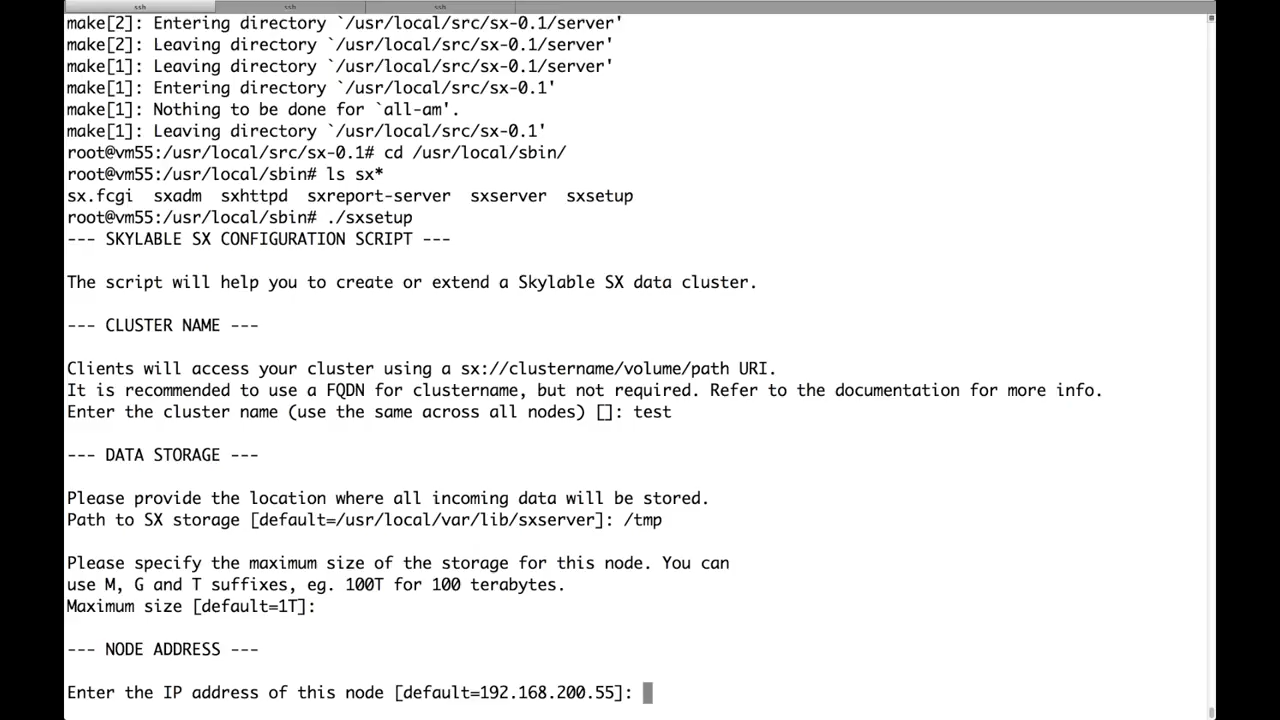 ssh ssh ssh
make[2]: Entering directory `/usr/local/src/sx-0.1/server'
make[2]: Leaving directory `/usr/local/src/sx-0.1/server'
make[1]: Leaving directory `/usr/local/src/sx-0.1/server'
make[1]: Entering directory `/usr/local/src/sx-0.1'
make[1]: Nothing to be done for `all-am'.
make[1]: Leaving directory `/usr/local/src/sx-0.1'
root@vm55:/usr/local/src/sx-0.1# cd /usr/local/sbin/
root@vm55:/usr/local/sbin# ls sx*
sx.fcgi  sxadm  sxhttpd  sxreport-server  sxserver  sxsetup
root@vm55:/usr/local/sbin# ./sxsetup
--- SKYLABLE SX CONFIGURATION SCRIPT ---
The script will help you to create or extend a Skylable SX data cluster.
--- CLUSTER NAME ---
Clients will access your cluster using a sx://clustername/volume/path URI.
It is recommended to use a FQDN for clustername, but not required. Refer to the documentation for more info.
Enter the cluster name (use the same across all nodes) []: test
--- DATA STORAGE ---
Please provide the location where all incoming data will be stored.
Path to SX storage [default=/usr/local/var/lib/sxserver]: /tmp
Please specify the maximum size of the storage for this node. You can
use M, G and T suffixes, eg. 100T for 100 terabytes.
Maximum size [default=1T]:
--- NODE ADDRESS ---
Enter the IP address of this node [default=192.168.200.55]: